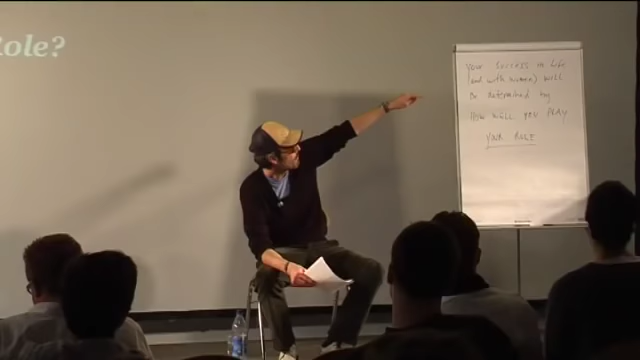 Role?
YOUR SUCCESS IN LIFE
(and with women) WILL
Be Determined by
HOW WELL YOU PLAY
YOUR ROLE